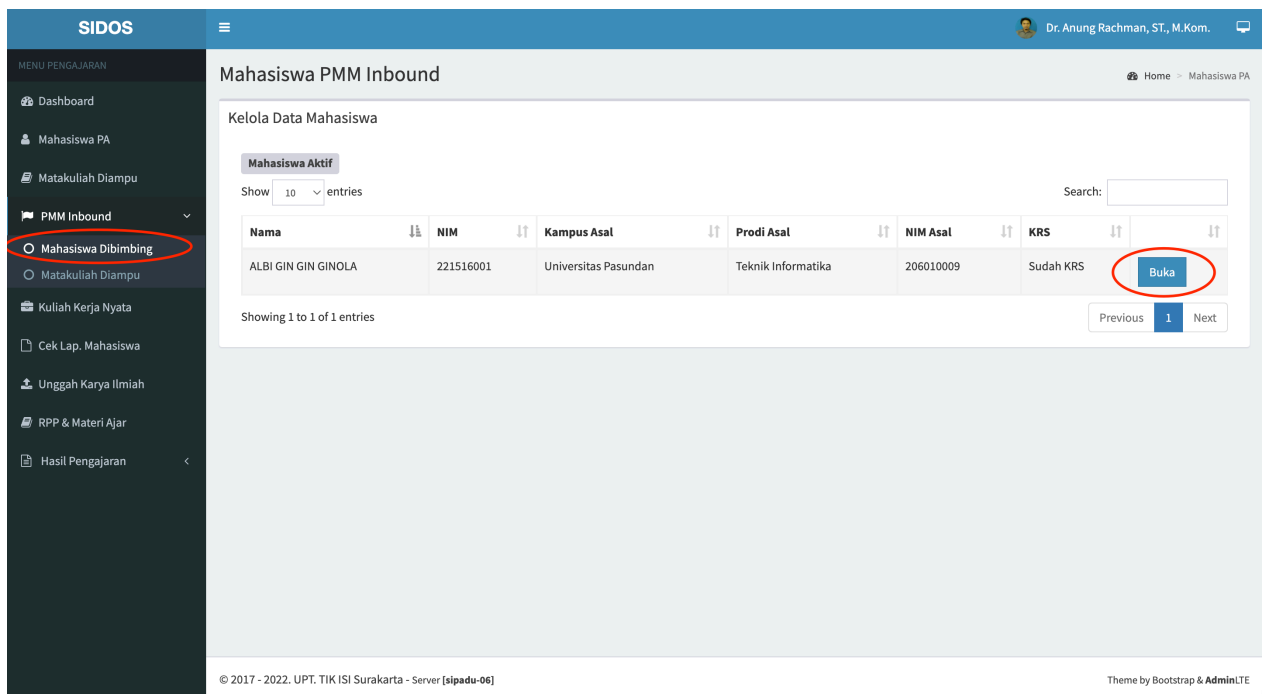 SIDOS
Dr. Anung Rachman, ST., M.Kom.
MENU PENGAJARAN
Dashboard
Mahasiswa PA
Matakuliah Diampu
PMM Inbound
Mahasiswa Dibimbing
Matakuliah Diampu
Kuliah Kerja Nyata
Cek Lap. Mahasiswa
Unggah Karya Ilmiah
RPP & Materi Ajar
Hasil Pengajaran
Mahasiswa PMM Inbound
Home > Mahasiswa PA
Kelola Data Mahasiswa
Mahasiswa Aktif
Show 10 entries Search:
Nama NIM Kampus Asal Prodi Asal NIM Asal KRS
ALBI GIN GIN GINOLA 221516001 Universitas Pasundan Teknik Informatika 206010009 Sudah KRS Buka
Showing 1 to 1 of 1 entries Previous 1 Next
© 2017 - 2022. UPT. TIK ISI Surakarta - Server [sipadu-06] Theme by Bootstrap & AdminLTE